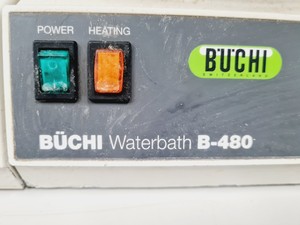 POWER HEATING
BÜCHI
SWITZERLAND
BÜCHI Waterbath B-480